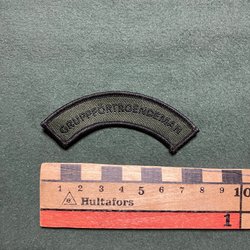 GRUPPFÖRTROENDEMAN
1 2 3 4 5 6 7 8 9 10
Hultafors
1